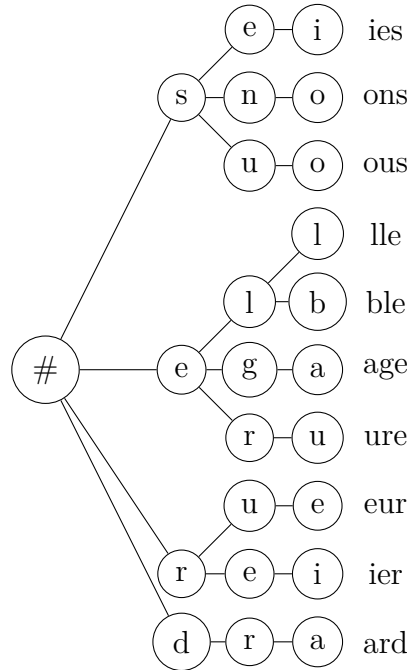 e i ies
s n o ons
u o ous
l lle
l b ble
# e g a age
r u ure
u e eur
r e i ier
d r a ard